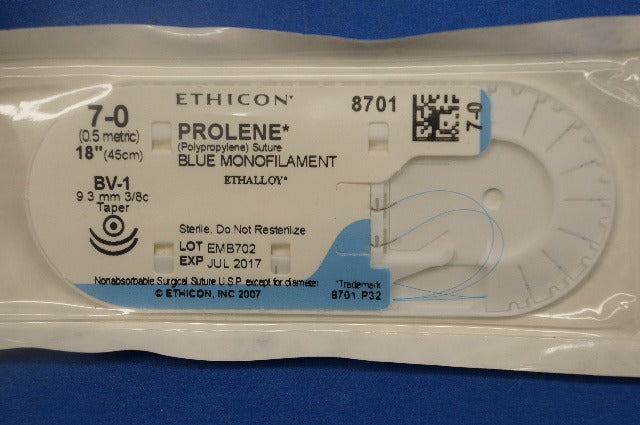 ETHICON*
8701
7-0
7-0
(0.5 metric)
18" (45cm)
PROLENE*
(Polypropylene) Suture
BLUE MONOFILAMENT
ETHALLOY*
BV-1
9.3 mm 3/8c
Taper
Sterile, Do Not Resterilize
LOT EMB702
EXP JUL 2017
Nonabsorbable Surgical Suture U.S.P. except for diameter
© ETHICON, INC 2007
*Trademark
8701.P32